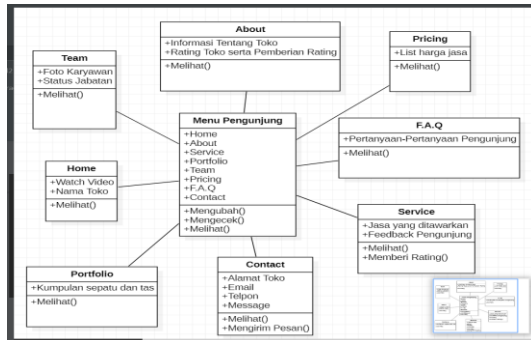 About
+Informasi Tentang Toko
+Rating Toko serta Pemberian Rating
+Melihat()
Pricing
+List harga jasa
+Melihat()
Team
+Foto Karyawan
+Status Jabatan
+Melihat()
Menu Pengunjung
+Home
+About
+Service
+Portfolio
+Team
+Pricing
+F.A.Q
+Contact
+Mengubah()
+Mengecek()
+Melihat()
F.A.Q
+Pertanyaan-Pertanyaan Pengunjung
+Melihat()
Home
+Watch Video
+Nama Toko
+Melihat()
Service
+Jasa yang ditawarkan
+Feedback Pengunjung
+Melihat()
+Memberi Rating()
Portfolio
+Kumpulan sepatu dan tas
+Melihat()
Contact
+Alamat Toko
+Email
+Telpon
+Message
+Melihat()
+Mengirim Pesan()